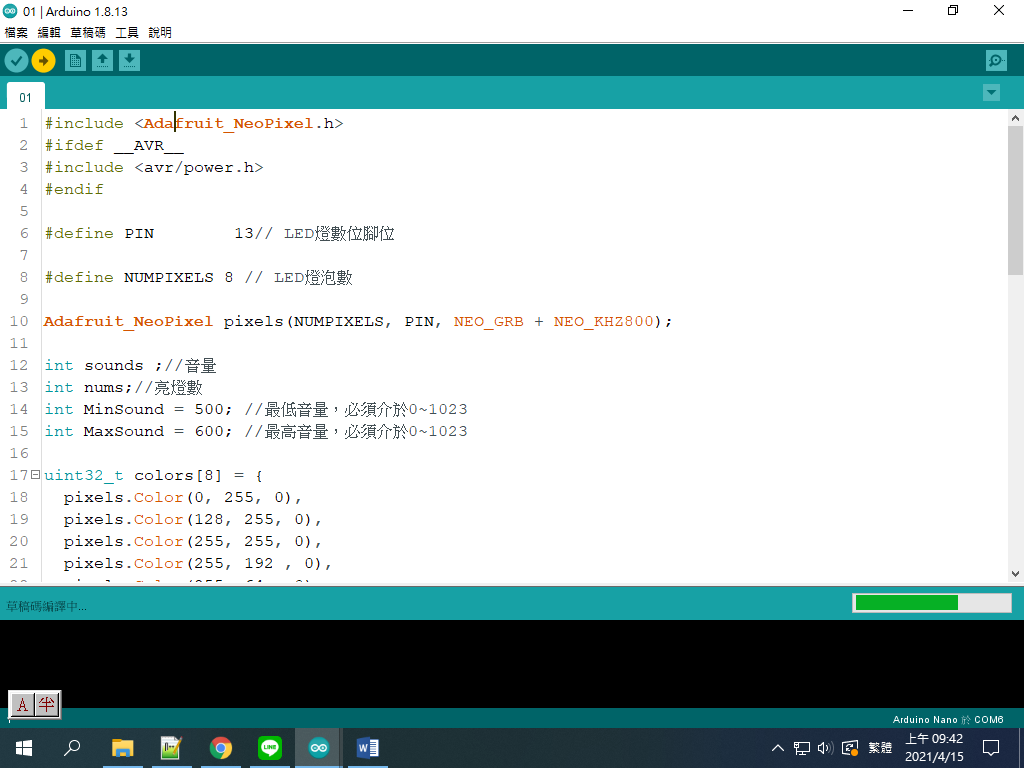 01 | Arduino 1.8.13
檔案 編輯 草稿碼 工具 說明
01
1 #include <Adafruit_NeoPixel.h>
2 #ifdef __AVR__
3 #include <avr/power.h>
4 #endif
5
6 #define PIN        13// LED燈數位腳位
7
8 #define NUMPIXELS 8 // LED燈泡數
9
10 Adafruit_NeoPixel pixels(NUMPIXELS, PIN, NEO_GRB + NEO_KHZ800);
11
12 int sounds ;//音量
13 int nums;//亮燈數
14 int MinSound = 500; //最低音量，必須介於0~1023
15 int MaxSound = 600; //最高音量，必須介於0~1023
16
17 uint32_t colors[8] = {
18   pixels.Color(0, 255, 0),
19   pixels.Color(128, 255, 0),
20   pixels.Color(255, 255, 0),
21   pixels.Color(255, 192 , 0),
草稿碼編譯中...
A 半
Arduino Nano 於 COM6
LINE
繁體
上午 09:42
2021/4/15